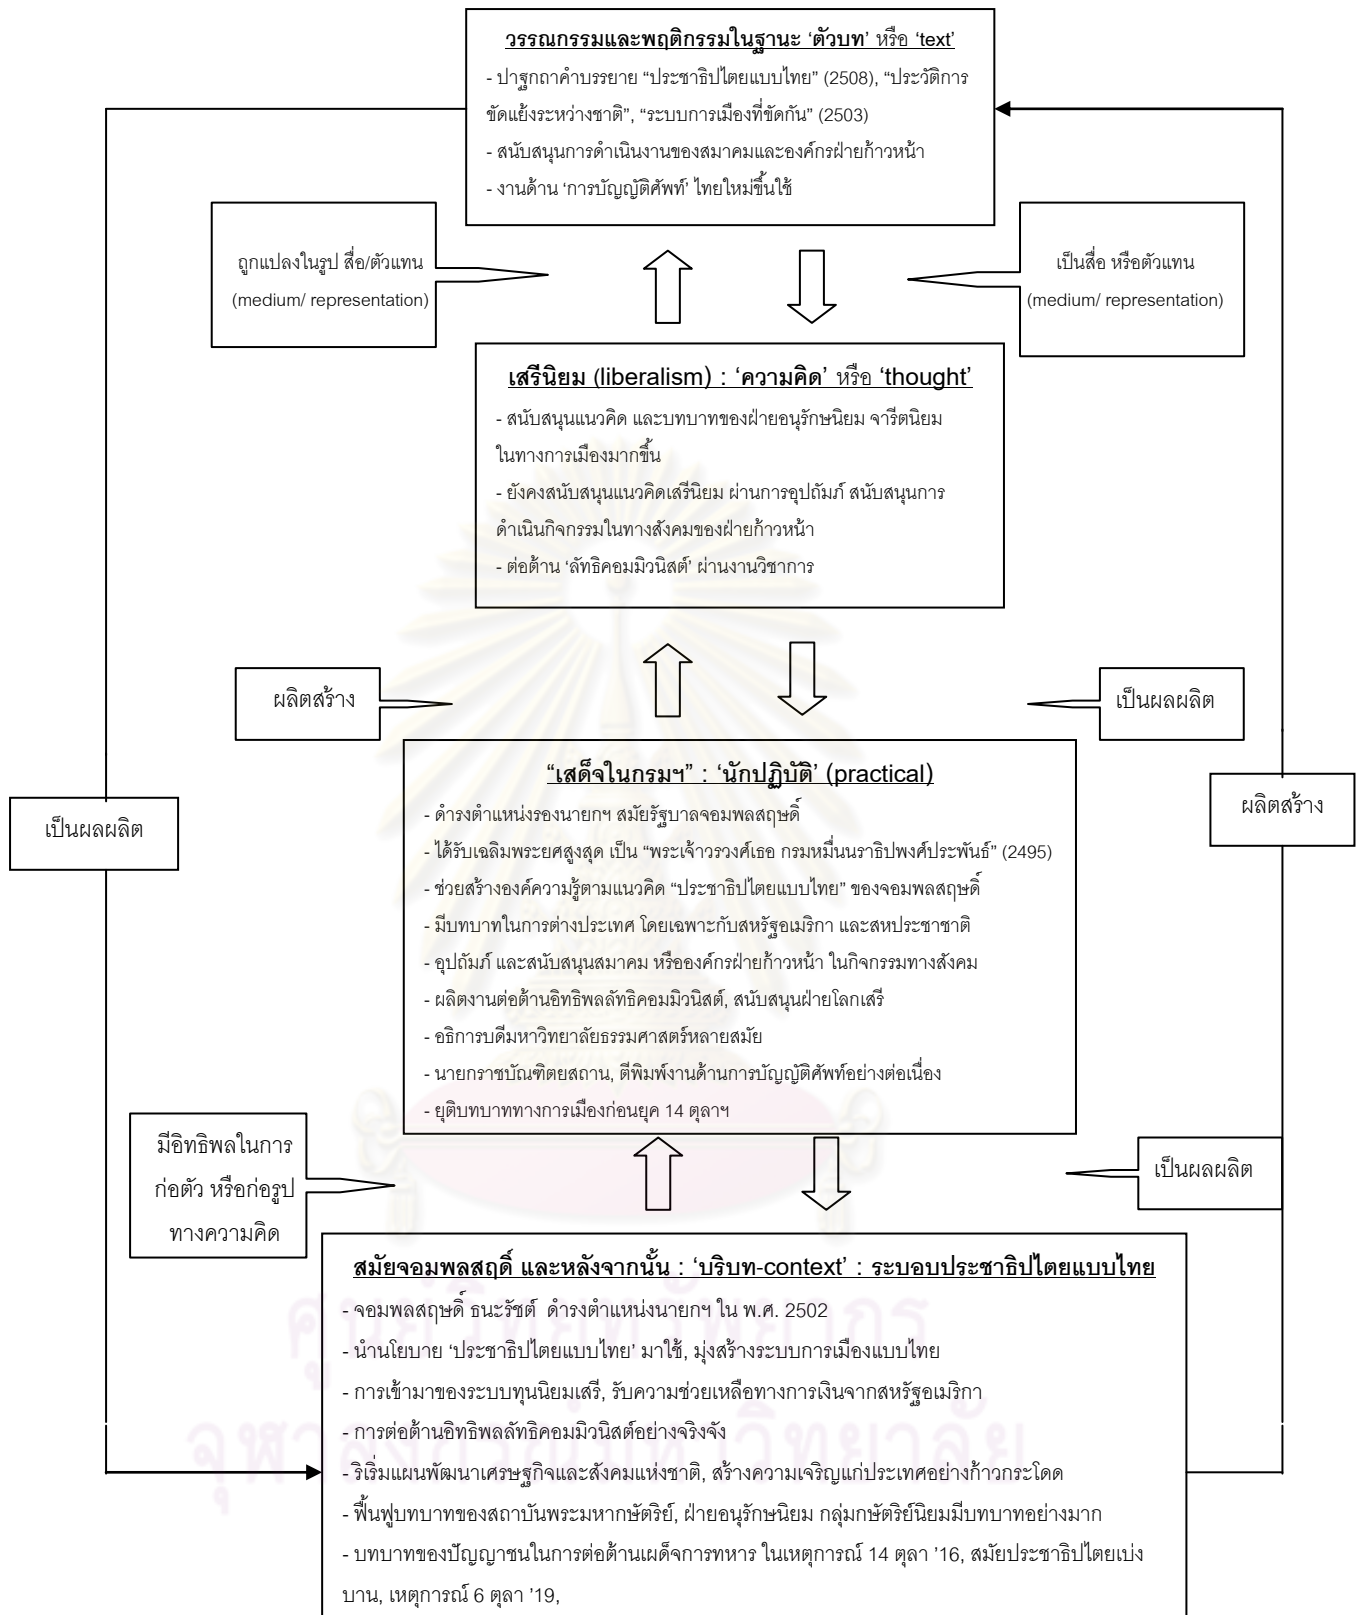 วรรณกรรมและพฤติกรรมในฐานะ ‘ตัวบท’ หรือ ‘text’
- ปาฐกถาคำบรรยาย “ประชาธิปไตยแบบไทย” (2508), “ประวัติการ
ขัดแย้งระหว่างชาติ”, “ระบบการเมืองที่ขัดกัน” (2503)
- สนับสนุนการดำเนินงานของสมาคมและองค์กรฝ่ายก้าวหน้า
- งานด้าน ‘การบัญญัติศัพท์’ ไทยใหม่ขึ้นใช้
ถูกแปลงในรูป สื่อ/ตัวแทน
(medium/ representation)
เป็นสื่อ หรือตัวแทน
(medium/ representation)
เสรีนิยม (liberalism) : ‘ความคิด’ หรือ ‘thought’
- สนับสนุนแนวคิด และบทบาทของฝ่ายอนุรักษนิยม จารีตนิยม
ในทางการเมืองมากขึ้น
- ยังคงสนับสนุนแนวคิดเสรีนิยม ผ่านการอุปถัมภ์ สนับสนุนการ
ดำเนินกิจกรรมในทางสังคมของฝ่ายก้าวหน้า
- ต่อต้าน ‘ลัทธิคอมมิวนิสต์’ ผ่านงานวิชาการ
ผลิตสร้าง
เป็นผลผลิต
“เสด็จในกรมฯ” : ‘นักปฏิบัติ’ (practical)
- ดำรงตำแหน่งรองนายกฯ สมัยรัฐบาลจอมพลสฤษดิ์
- ได้รับเฉลิมพระยศสูงสุด เป็น “พระเจ้าวรวงศ์เธอ กรมหมื่นนราธิปพงศ์ประพันธ์” (2495)
- ช่วยสร้างองค์ความรู้ตามแนวคิด “ประชาธิปไตยแบบไทย” ของจอมพลสฤษดิ์
- มีบทบาทในการต่างประเทศ โดยเฉพาะกับสหรัฐอเมริกา และสหประชาชาติ
- อุปถัมภ์ และสนับสนุนสมาคม หรือองค์กรฝ่ายก้าวหน้า ในกิจกรรมทางสังคม
- ผลิตงานต่อต้านอิทธิพลลัทธิคอมมิวนิสต์, สนับสนุนฝ่ายโลกเสรี
- อธิการบดีมหาวิทยาลัยธรรมศาสตร์หลายสมัย
- นายกราชบัณฑิตยสถาน, ตีพิมพ์งานด้านการบัญญัติศัพท์อย่างต่อเนื่อง
- ยุติบทบาททางการเมืองก่อนยุค 14 ตุลาฯ
เป็นผลผลิต
ผลิตสร้าง
มีอิทธิพลในการ
ก่อตัว หรือก่อรูป
ทางความคิด
เป็นผลผลิต
สมัยจอมพลสฤดิ์ และหลังจากนั้น : ‘บริบท-context’ : ระบอบประชาธิปไตยแบบไทย
- จอมพลสฤษดิ์ ธนะรัชต์ ดำรงตำแหน่งนายกฯ ใน พ.ศ. 2502
- นำนโยบาย ‘ประชาธิปไตยแบบไทย’ มาใช้, มุ่งสร้างระบบการเมืองแบบไทย
- การเข้ามาของระบบทุนนิยมเสรี, รับความช่วยเหลือทางการเงินจากสหรัฐอเมริกา
- การต่อต้านอิทธิพลลัทธิคอมมิวนิสต์อย่างจริงจัง
- ริเริ่มแผนพัฒนาเศรษฐกิจและสังคมแห่งชาติ, สร้างความเจริญแก่ประเทศอย่างก้าวกระโดด
- ฟื้นฟูบทบาทของสถาบันพระมหากษัตริย์, ฝ่ายอนุรักษนิยม กลุ่มกษัตริย์นิยมมีบทบาทอย่างมาก
- บทบาทของปัญญาชนในการต่อต้านเผด็จการทหาร ในเหตุการณ์ 14 ตุลา ’16, สมัยประชาธิปไตยเบ่ง
บาน, เหตุการณ์ 6 ตุลา ’19,
ศูนย์วิทยทรัพยากร
จุฬาลงกรณ์มหาวิทยาลัย